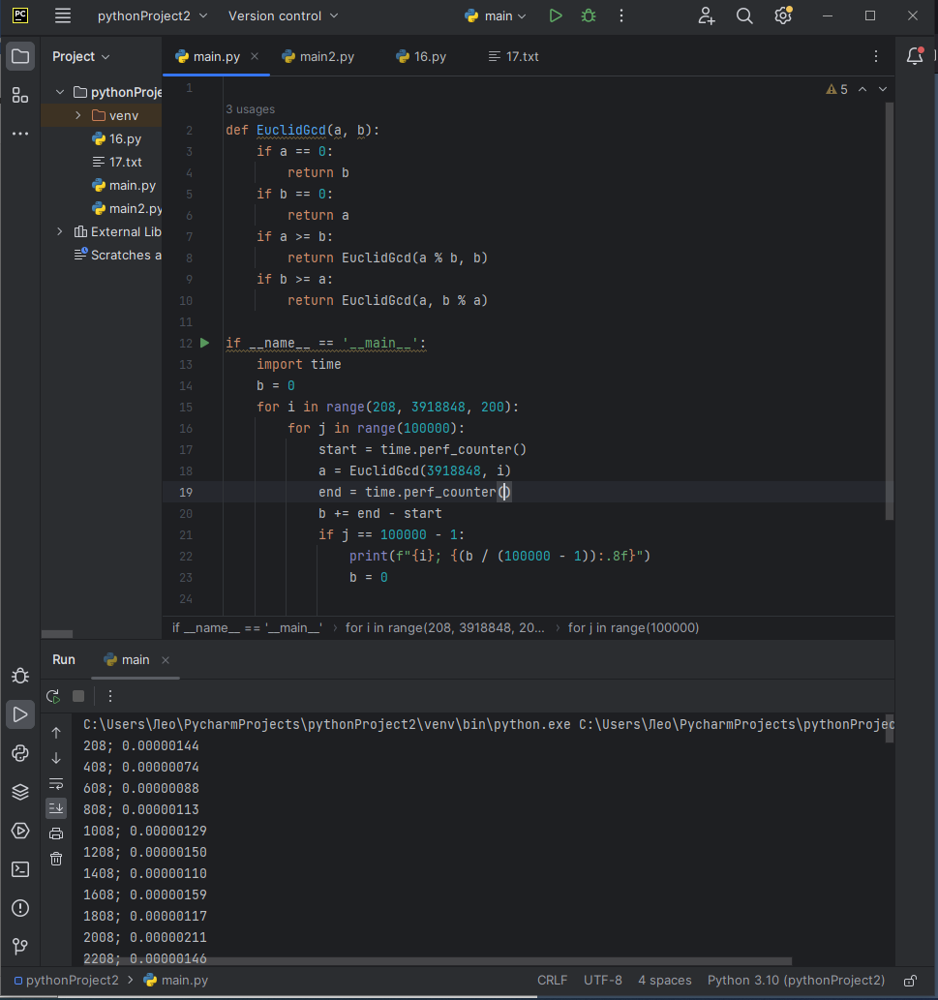 PC
pythonProject2
Version control
main
Project
main.py
main2.py
16.py
17.txt
pythonProje
venv
16.py
17.txt
main.py
main2.py
External Lib
Scratches a
5
1
3 usages
2 def EuclidGcd(a, b):
3 if a == 0:
4 return b
5 if b == 0:
6 return a
7 if a >= b:
8 return EuclidGcd(a % b, b)
9 if b >= a:
10 return EuclidGcd(a, b % a)
11
12 if __name__ == '__main__':
13 import time
14 b = 0
15 for i in range(208, 3918848, 200):
16 for j in range(100000):
17 start = time.perf_counter()
18 a = EuclidGcd(3918848, i)
19 end = time.perf_counter()
20 b += end - start
21 if j == 100000 - 1:
22 print(f"{i}; {(b / (100000 - 1)):.8f}")
23 b = 0
24
if __name__ == '__main__' › for i in range(208, 3918848, 20... › for j in range(100000)
Run
main
C:\Users\Лео\PycharmProjects\pythonProject2\venv\bin\python.exe C:\Users\Лео\PycharmProjects\pythonProjec
208; 0.00000144
408; 0.00000074
608; 0.00000088
808; 0.00000113
1008; 0.00000129
1208; 0.00000150
1408; 0.00000110
1608; 0.00000159
1808; 0.00000117
2008; 0.00000211
2208; 0.00000146
pythonProject2 › main.py
CRLF
UTF-8
4 spaces
Python 3.10 (pythonProject2)